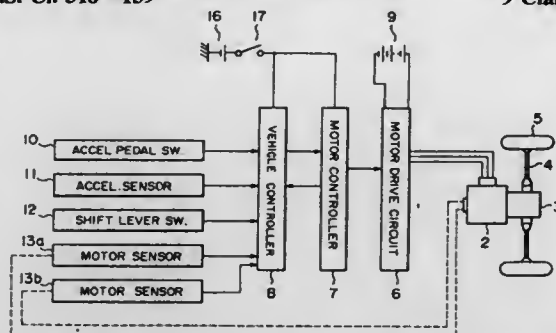 16 17 9
10 ACCEL PEDAL SW.
11 ACCEL. SENSOR
12 SHIFT LEVER SW.
13a MOTOR SENSOR
13b MOTOR SENSOR
VEHICLE CONTROLLER
8
MOTOR CONTROLLER
7
MOTOR DRIVE CIRCUIT
6
5
4
3
2